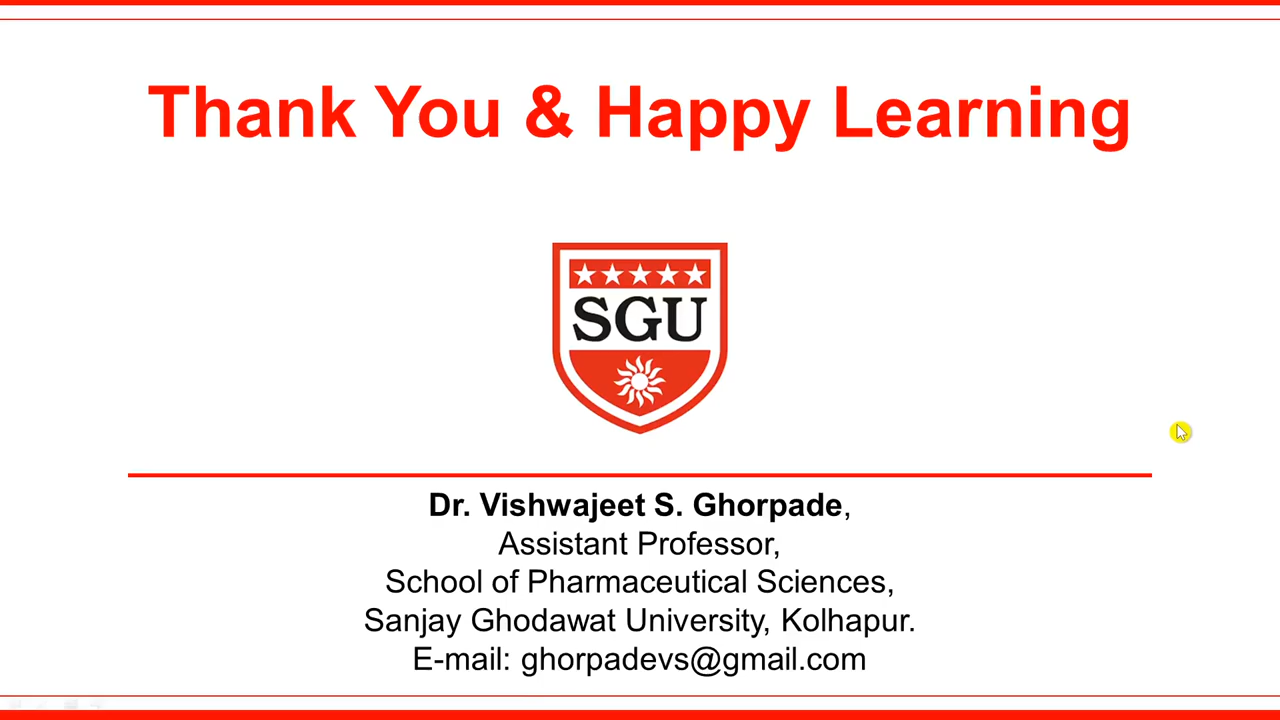 Thank You & Happy Learning
SGU
Dr. Vishwajeet S. Ghorpade,
Assistant Professor,
School of Pharmaceutical Sciences,
Sanjay Ghodawat University, Kolhapur.
E-mail: ghorpadevs@gmail.com